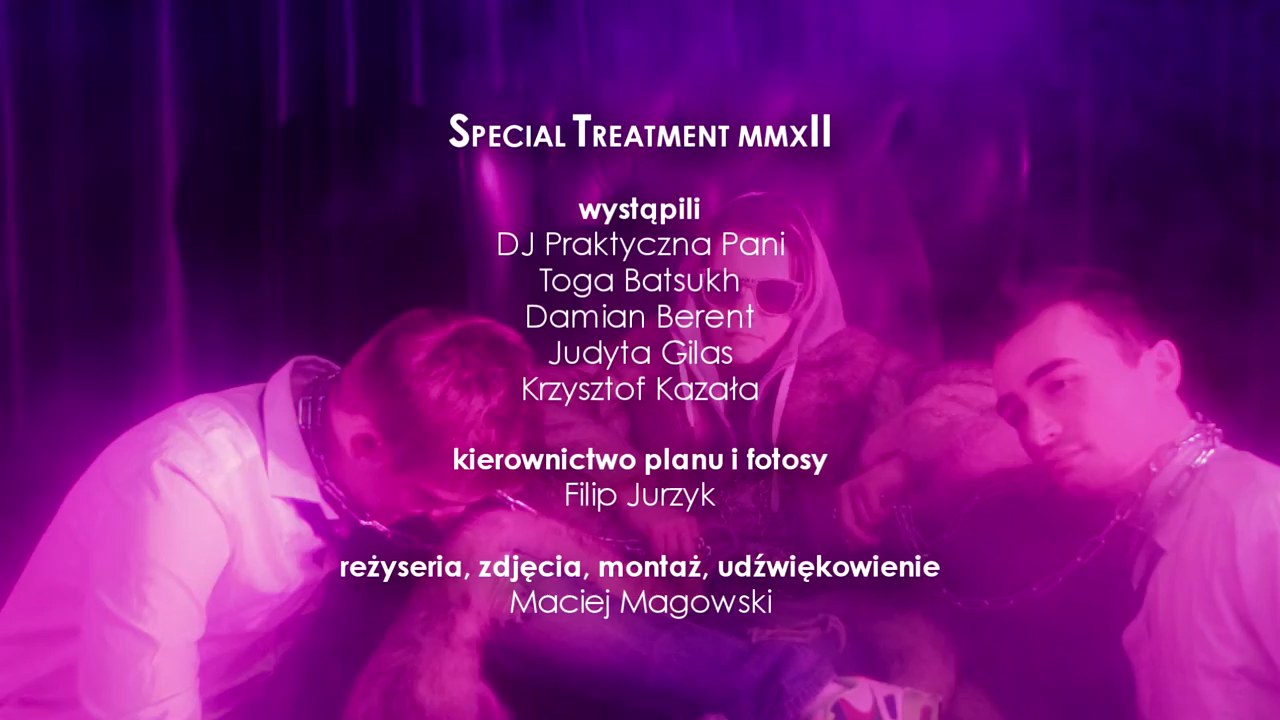 Special Treatment mmxII
wystąpili
DJ Praktyczna Pani
Toga Batsukh
Damian Berent
Judyta Gilas
Krzysztof Kazała
kierownictwo planu i fotosy
Filip Jurzyk
reżyseria, zdjęcia, montaż, udźwiękowienie
Maciej Magowski